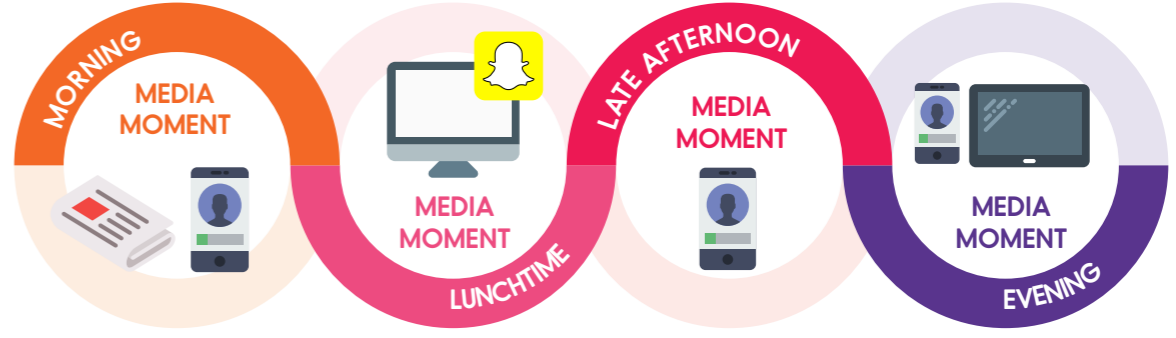 MORNING
MEDIA
MOMENT
MEDIA
MOMENT
LUNCHTIME
LATE AFTERNOON
MEDIA
MOMENT
MEDIA
MOMENT
EVENING